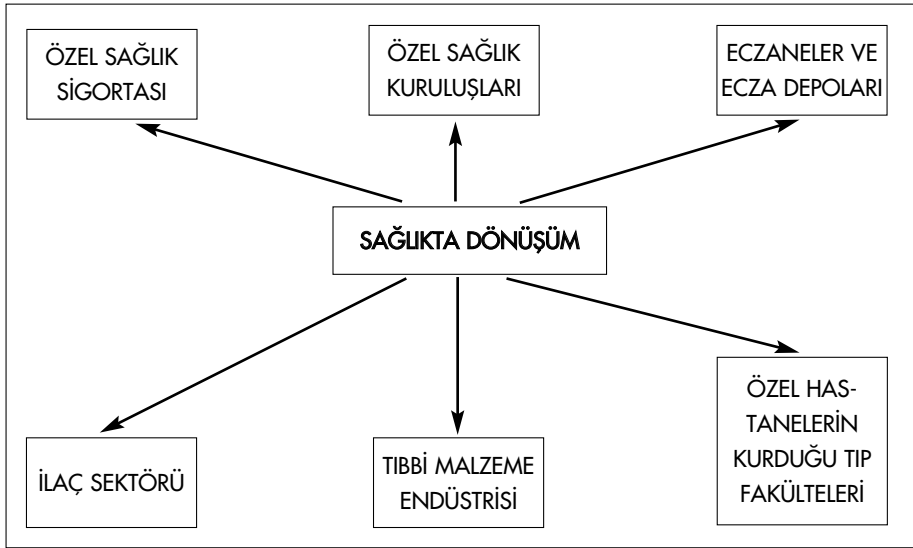 ÖZEL SAĞLIK
SİGORTASI
ÖZEL SAĞLIK
KURULUŞLARI
ECZANELER VE
ECZA DEPOLARI
SAĞLIKTA DÖNÜŞÜM
İLAÇ SEKTÖRÜ
TIBBİ MALZEME
ENDÜSTRİSİ
ÖZEL HAS-
TANELERİN
KURDUĞU TIP
FAKÜLTELERİ